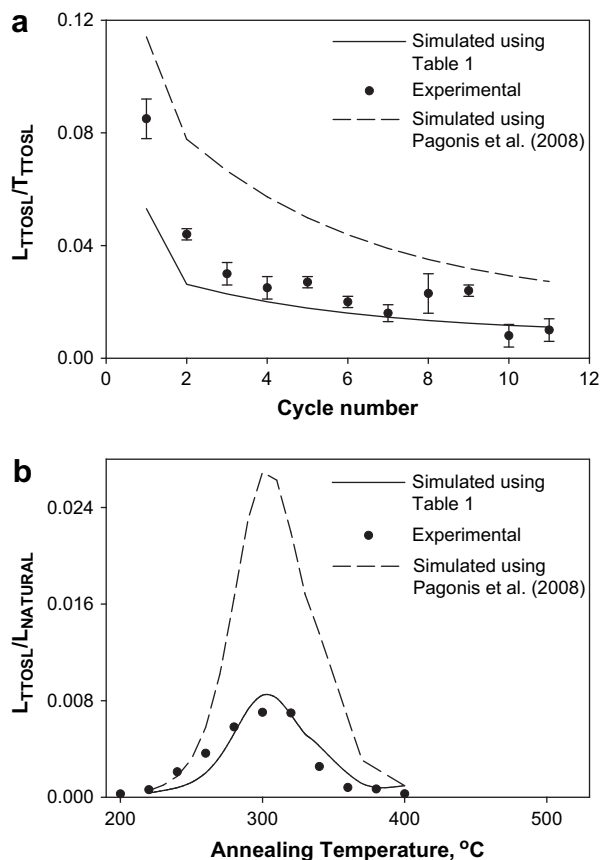 a
Simulated using
Table 1
Experimental
Simulated using
Pagonis et al. (2008)
0.12
0.08
0.04
0.00
L_TTOSL/T_TTOSL
0 2 4 6 8 10 12
Cycle number
b
Simulated using
Table 1
Experimental
Simulated using
Pagonis et al. (2008)
0.024
0.016
0.008
0.000
L_TTOSL/L_NATURAL
200 300 400 500
Annealing Temperature, °C